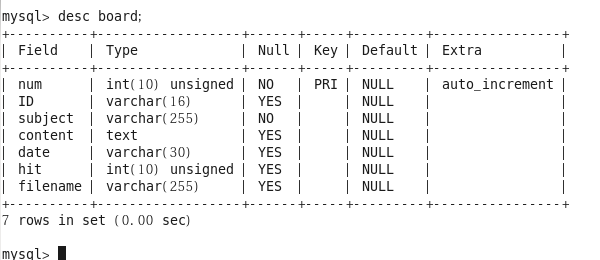 mysql> desc board;
+----------+------------------+------+-----+---------+----------------+
| Field    | Type             | Null | Key | Default | Extra          |
+----------+------------------+------+-----+---------+----------------+
| num      | int(10) unsigned | NO   | PRI | NULL    | auto_increment |
| ID       | varchar(16)      | YES  |     | NULL    |                |
| subject  | varchar(255)     | NO   |     | NULL    |                |
| content  | text             | YES  |     | NULL    |                |
| date     | varchar(30)      | YES  |     | NULL    |                |
| hit      | int(10) unsigned | YES  |     | NULL    |                |
| filename | varchar(255)     | YES  |     | NULL    |                |
+----------+------------------+------+-----+---------+----------------+
7 rows in set (0.00 sec)
mysql>